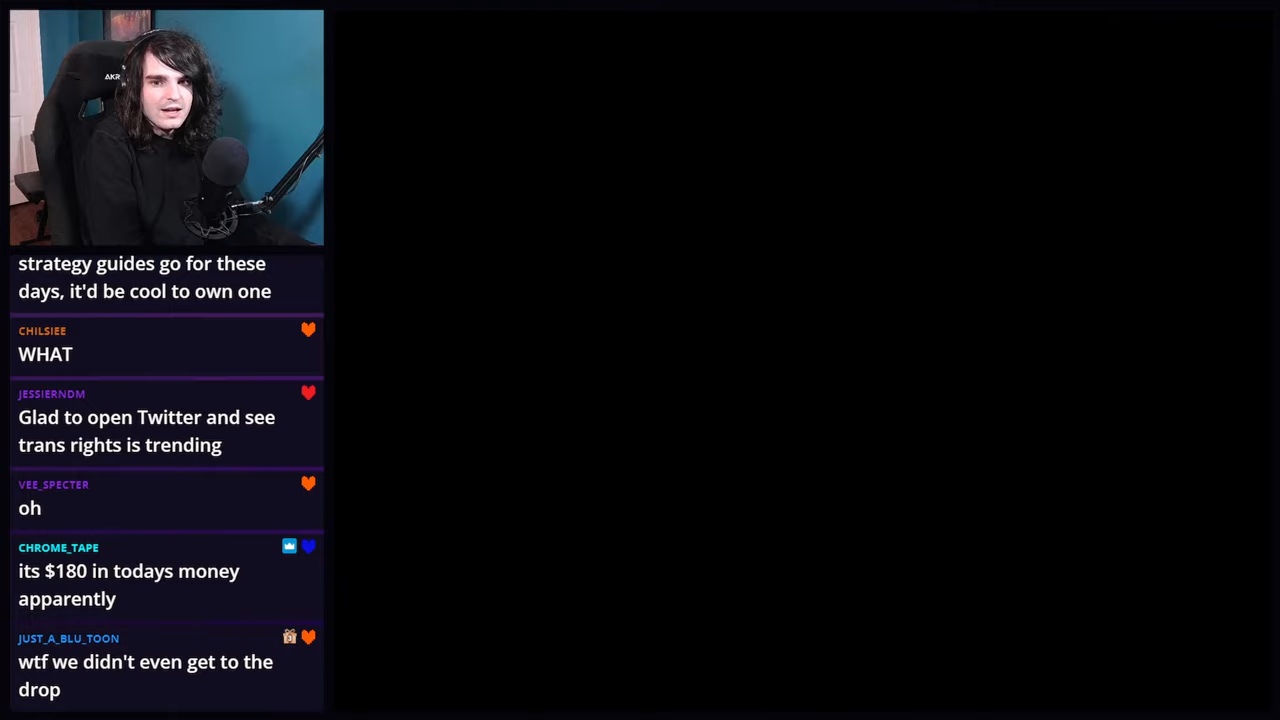 AKR
strategy guides go for these
days, it'd be cool to own one
CHILSIEE
WHAT
JESSIERNDM
Glad to open Twitter and see
trans rights is trending
VEE_SPECTER
oh
CHROME_TAPE
its $180 in todays money
apparently
JUST_A_BLU_TOON
wtf we didn't even get to the
drop